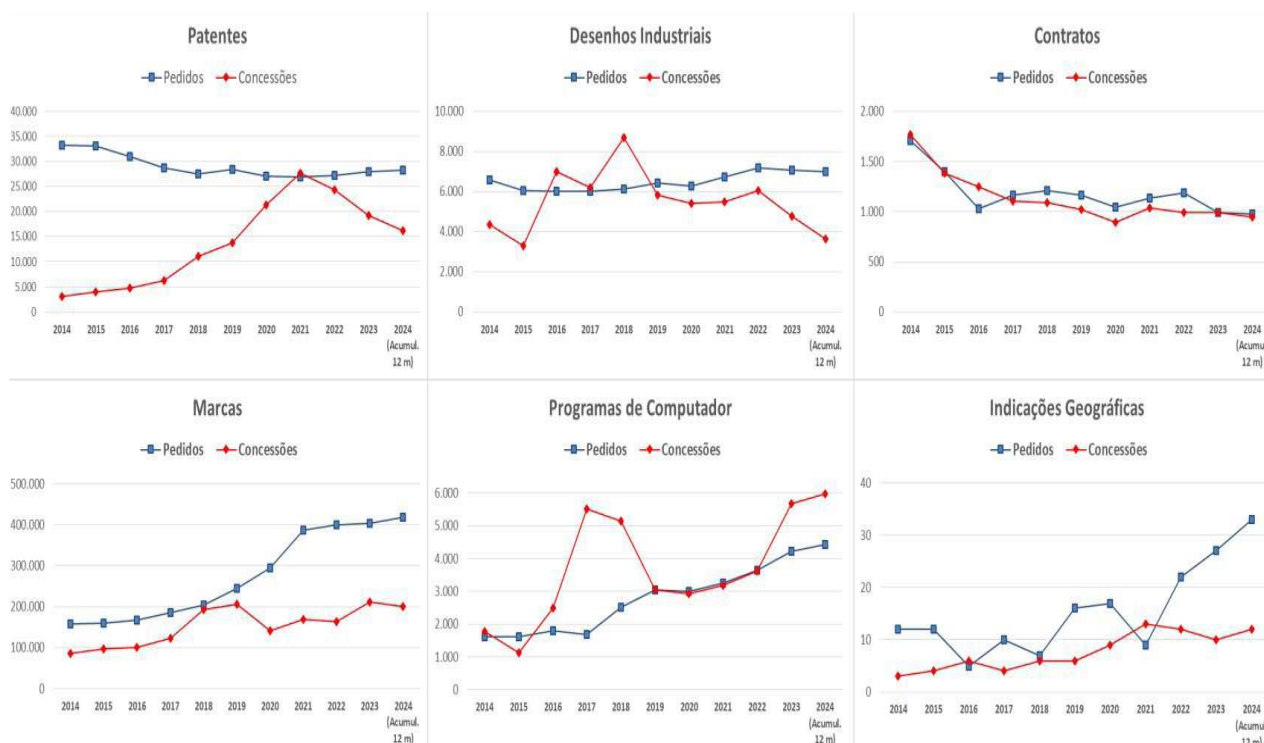 Patentes
Pedidos Concessões
40.000
35.000
30.000
25.000
20.000
15.000
10.000
5.000
0
2014 2015 2016 2017 2018 2019 2020 2021 2022 2023 2024
(Acumul.
12 m)
Desenhos Industriais
Pedidos Concessões
10.000
8.000
6.000
4.000
2.000
0
2014 2015 2016 2017 2018 2019 2020 2021 2022 2023 2024
(Acumul.
12 m)
Contratos
Pedidos Concessões
2.000
1.500
1.000
500
0
2014 2015 2016 2017 2018 2019 2020 2021 2022 2023 2024
(Acumul.
12 m)
Marcas
Pedidos Concessões
500.000
400.000
300.000
200.000
100.000
0
2014 2015 2016 2017 2018 2019 2020 2021 2022 2023 2024
(Acumul.
12 m)
Programas de Computador
Pedidos Concessões
6.000
5.000
4.000
3.000
2.000
1.000
0
2014 2015 2016 2017 2018 2019 2020 2021 2022 2023 2024
(Acumul.
12 m)
Indicações Geográficas
Pedidos Concessões
40
30
20
10
0
2014 2015 2016 2017 2018 2019 2020 2021 2022 2023 2024
(Acumul.
12 m)